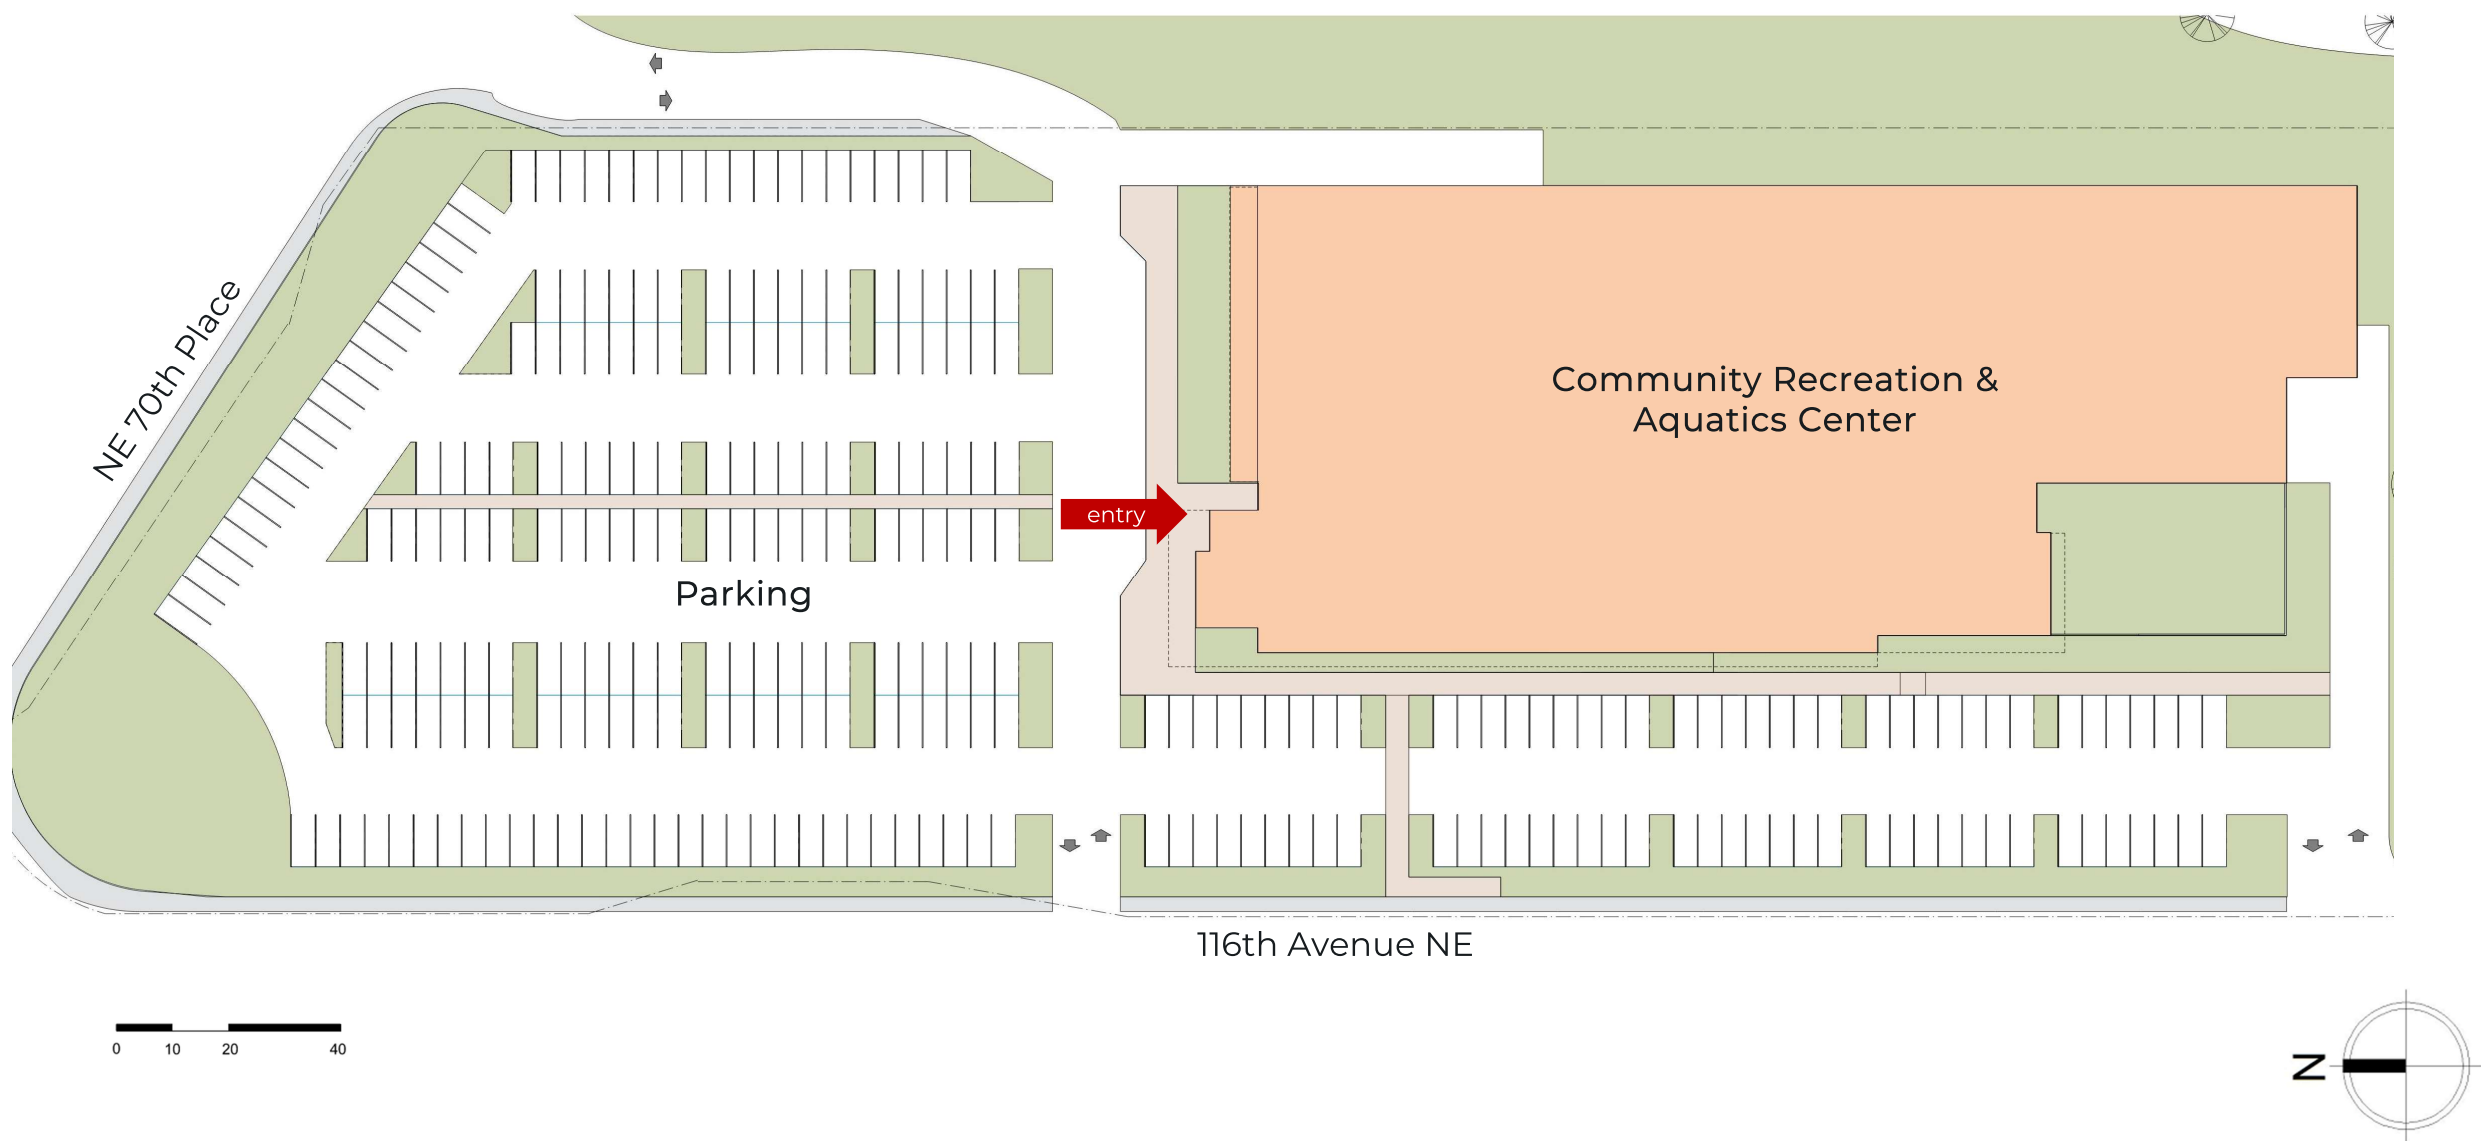 NE 70th Place
Community Recreation &
Aquatics Center
entry
Parking
116th Avenue NE
0 10 20 40
N